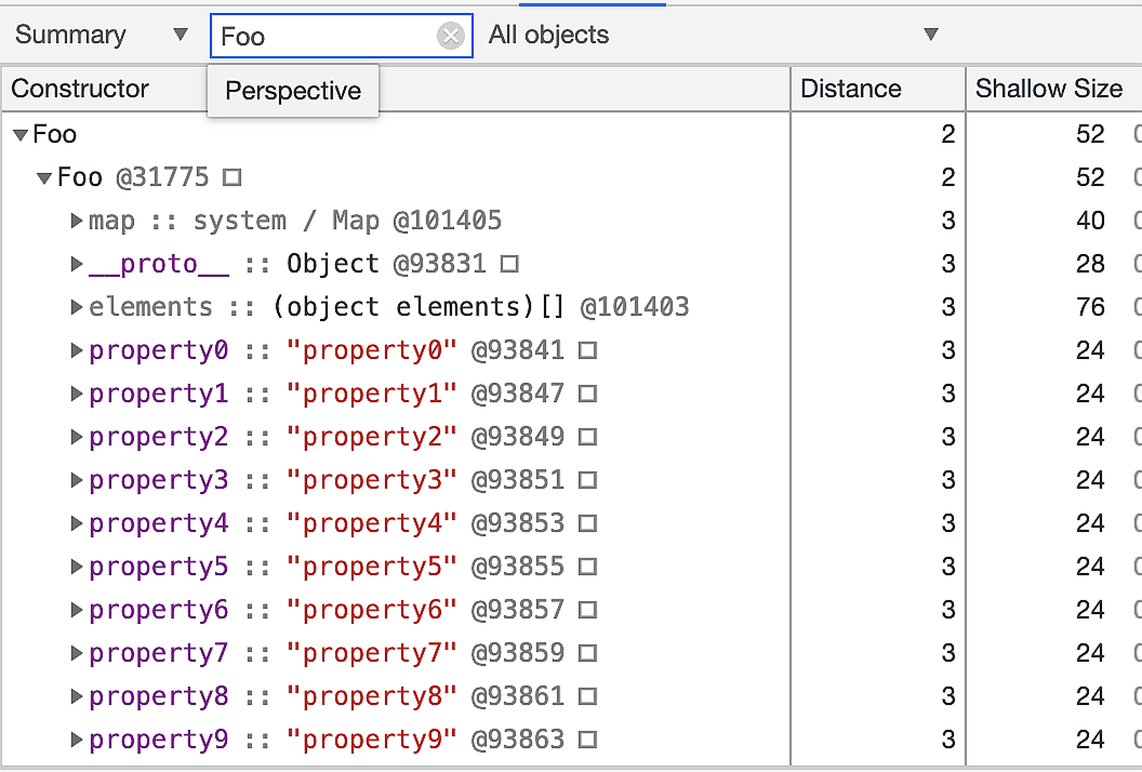 Summary ▼ Foo All objects ▼
Perspective
Constructor Distance Shallow Size
▼Foo 2 52
▼Foo @31775 2 52
▶map :: system / Map @101405 3 40
▶__proto__ :: Object @93831 3 28
▶elements :: (object elements)[] @101403 3 76
▶property0 :: "property0" @93841 3 24
▶property1 :: "property1" @93847 3 24
▶property2 :: "property2" @93849 3 24
▶property3 :: "property3" @93851 3 24
▶property4 :: "property4" @93853 3 24
▶property5 :: "property5" @93855 3 24
▶property6 :: "property6" @93857 3 24
▶property7 :: "property7" @93859 3 24
▶property8 :: "property8" @93861 3 24
▶property9 :: "property9" @93863 3 24